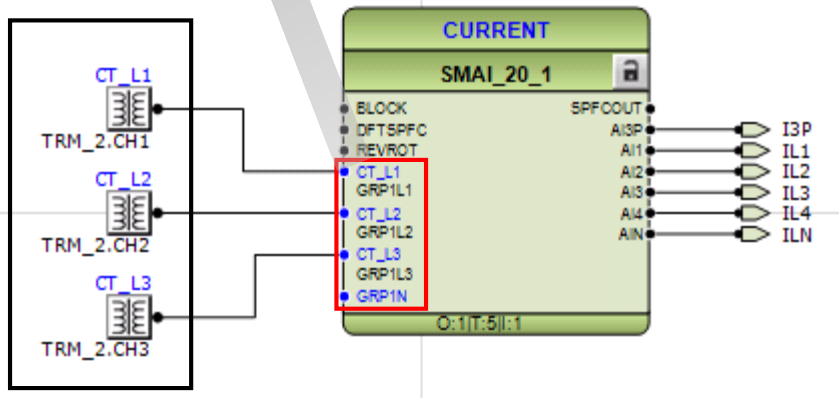 CT_L1
TRM_2.CH1
CT_L2
TRM_2.CH2
CT_L3
TRM_2.CH3
CURRENT
SMAI_20_1
BLOCK
DFTSPFC
REVROT
CT_L1
GRP1L1
CT_L2
GRP1L2
CT_L3
GRP1L3
GRP1N
SPFCOUT
AI3P
AI1
AI2
AI3
AI4
AIN
O:1|T:5|I:1
I3P
IL1
IL2
IL3
IL4
ILN